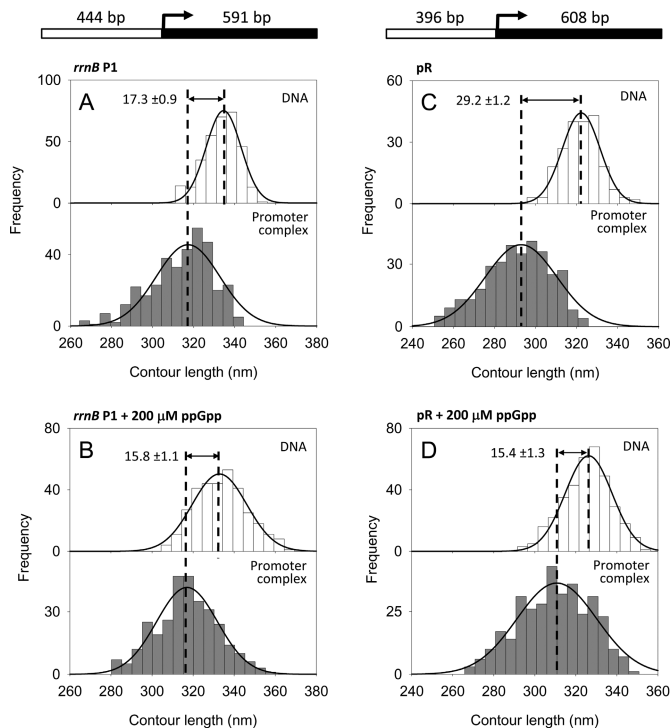 444 bp 591 bp
396 bp 608 bp
rrnB P1
A
17.3 ±0.9
DNA
Promoter
complex
Frequency
100
50
0
40
0
260 280 300 320 340 360 380
Contour length (nm)
pR
C
29.2 ±1.2
DNA
Promoter
complex
60
30
0
30
0
240 260 280 300 320 340 360
Contour length (nm)
rrnB P1 + 200 µM ppGpp
B
15.8 ±1.1
DNA
Promoter
complex
Frequency
80
40
0
30
0
260 280 300 320 340 360 380
Contour length (nm)
pR + 200 µM ppGpp
D
15.4 ±1.3
DNA
Promoter
complex
80
40
0
25
0
240 260 280 300 320 340 360
Contour length (nm)
Frequency
Frequency